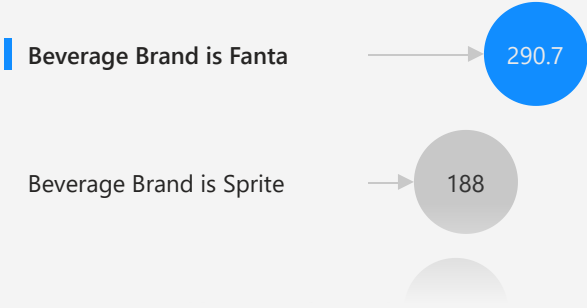 Beverage Brand is Fanta 290.7
Beverage Brand is Sprite 188